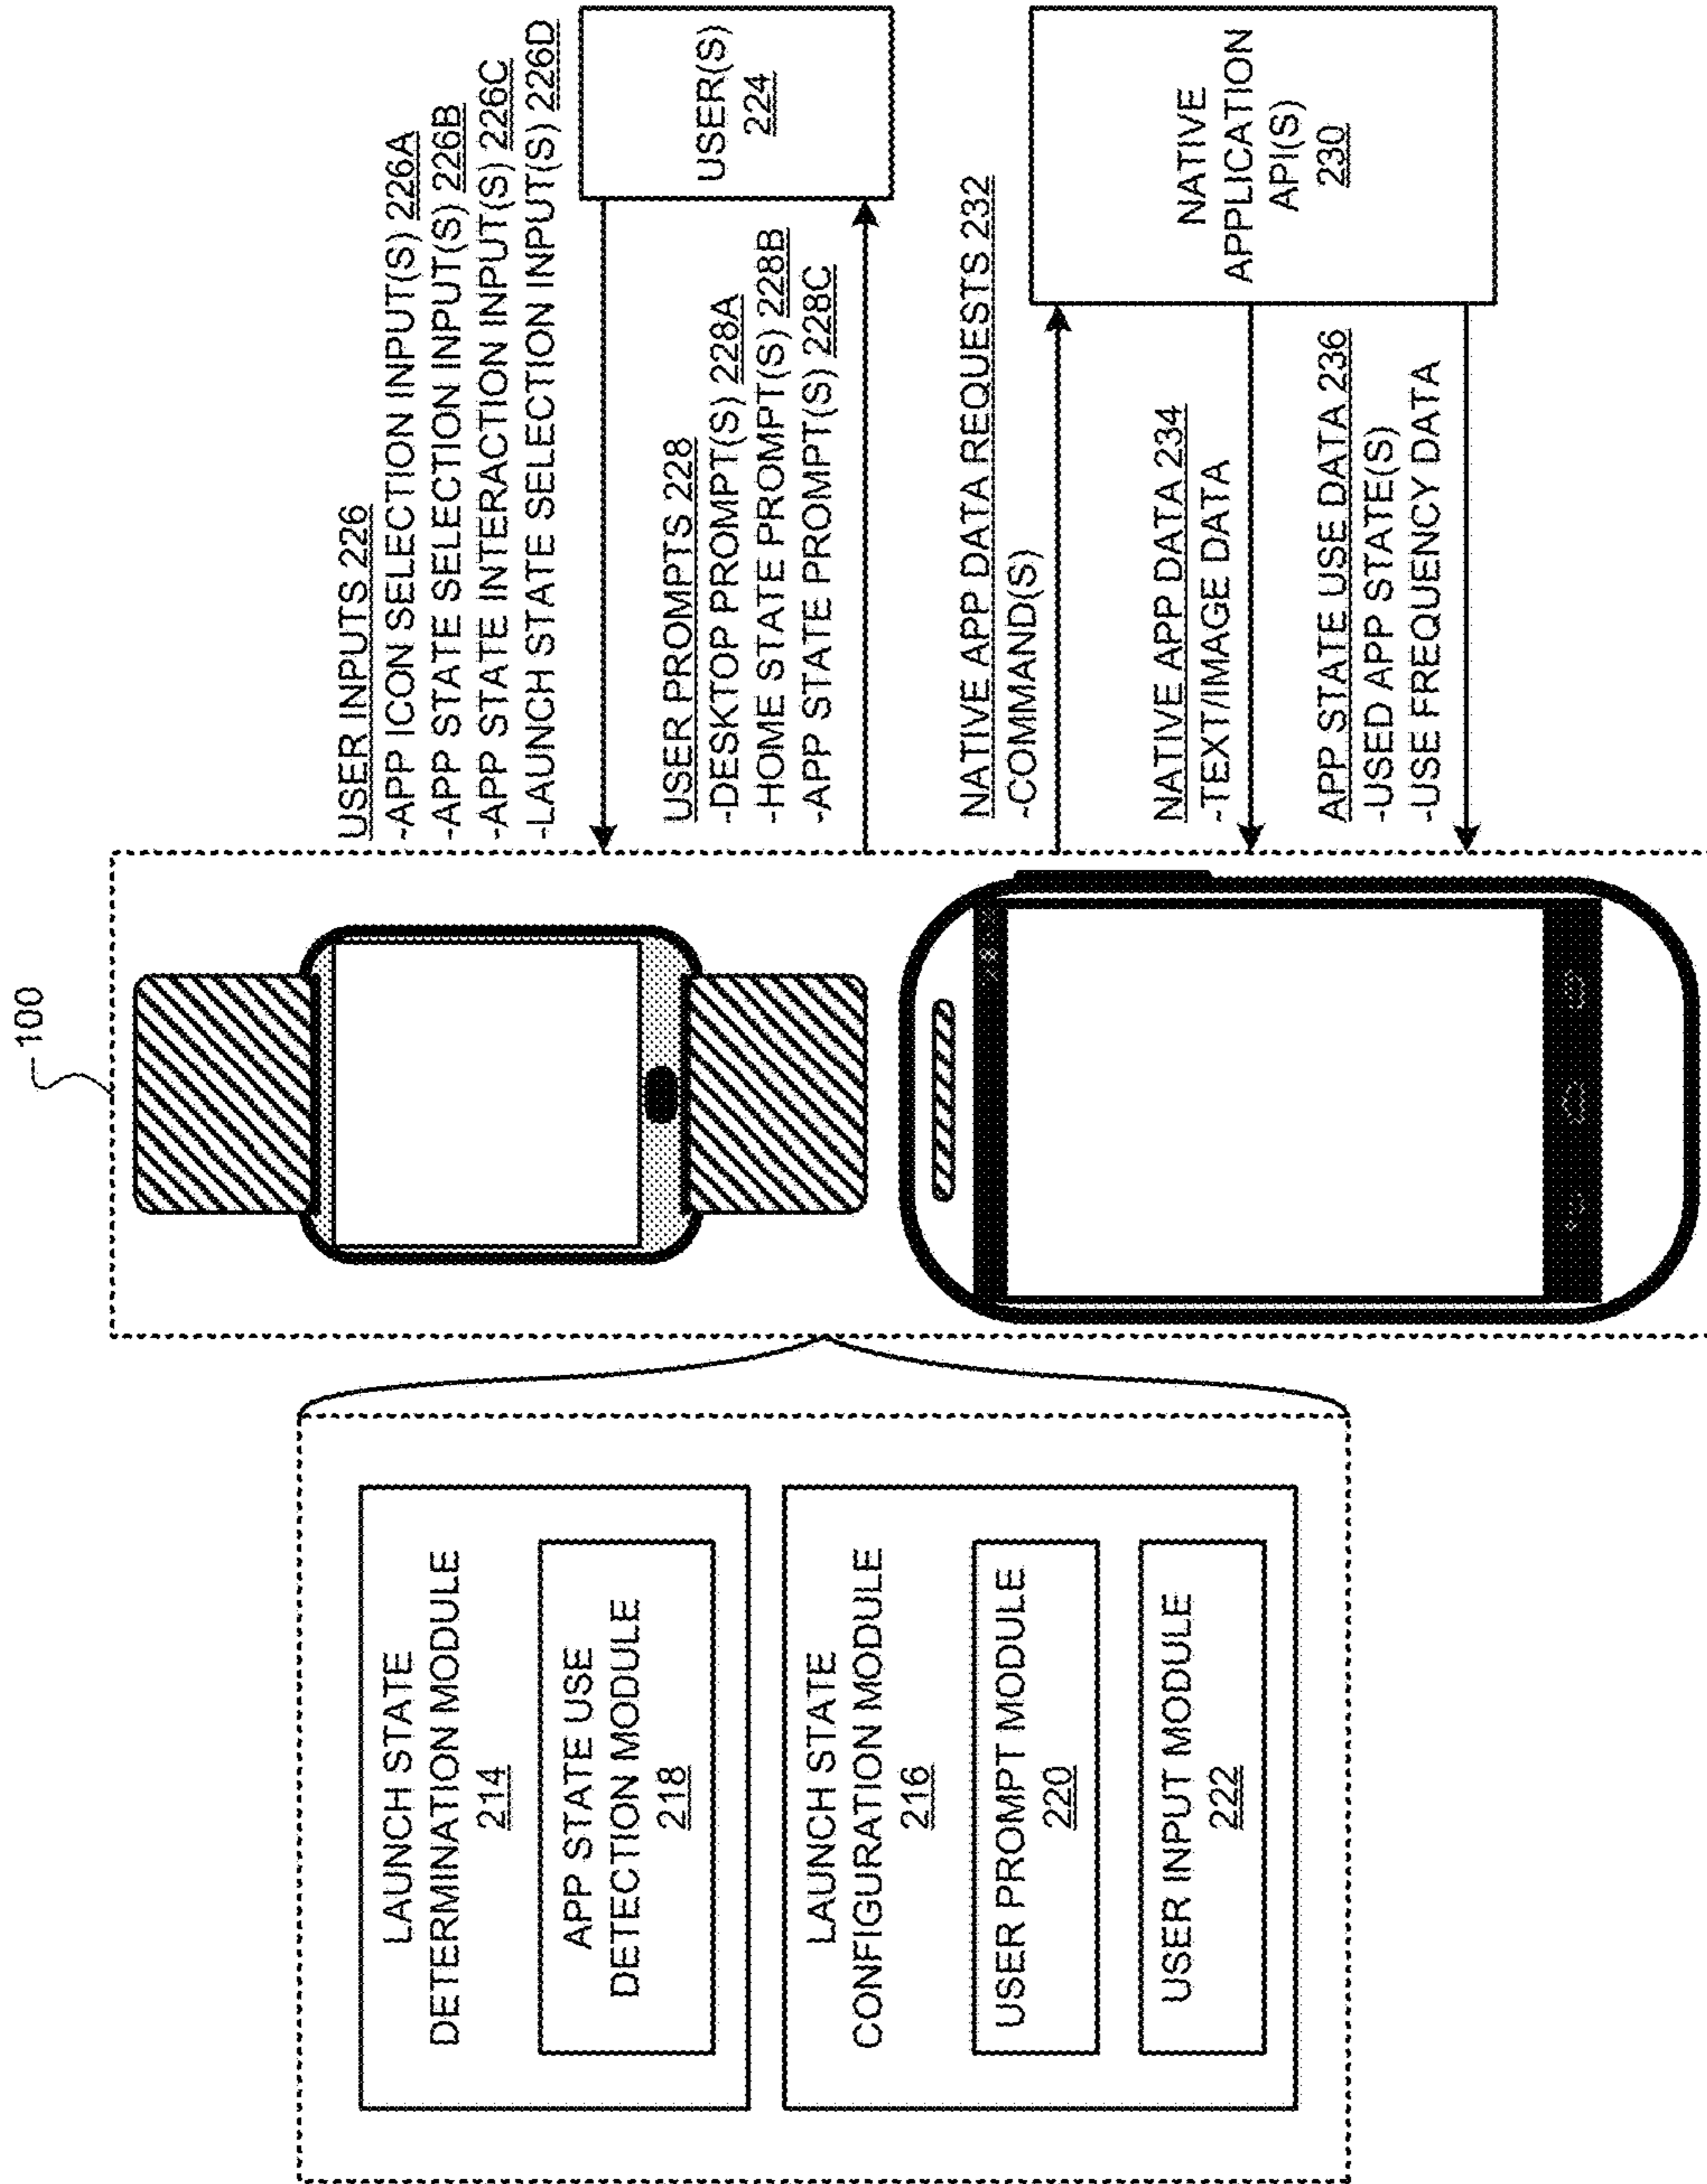 100
LAUNCH STATE
DETERMINATION MODULE
214
APP STATE USE
DETECTION MODULE
218
LAUNCH STATE
CONFIGURATION MODULE
216
USER PROMPT MODULE
220
USER INPUT MODULE
222
USER INPUTS 226
-APP ICON SELECTION INPUT(S) 226A
-APP STATE SELECTION INPUT(S) 226B
-APP STATE INTERACTION INPUT(S) 226C
-LAUNCH STATE SELECTION INPUT(S) 226D
USER PROMPTS 228
-DESKTOP PROMPT(S) 228A
-HOME STATE PROMPT(S) 228B
-APP STATE PROMPT(S) 228C
USER(S)
224
NATIVE APP DATA REQUESTS 232
-COMMAND(S)
NATIVE APP DATA 234
-TEXT/IMAGE DATA
APP STATE USE DATA 236
-USED APP STATE(S)
-USE FREQUENCY DATA
NATIVE
APPLICATION
API(S)
230